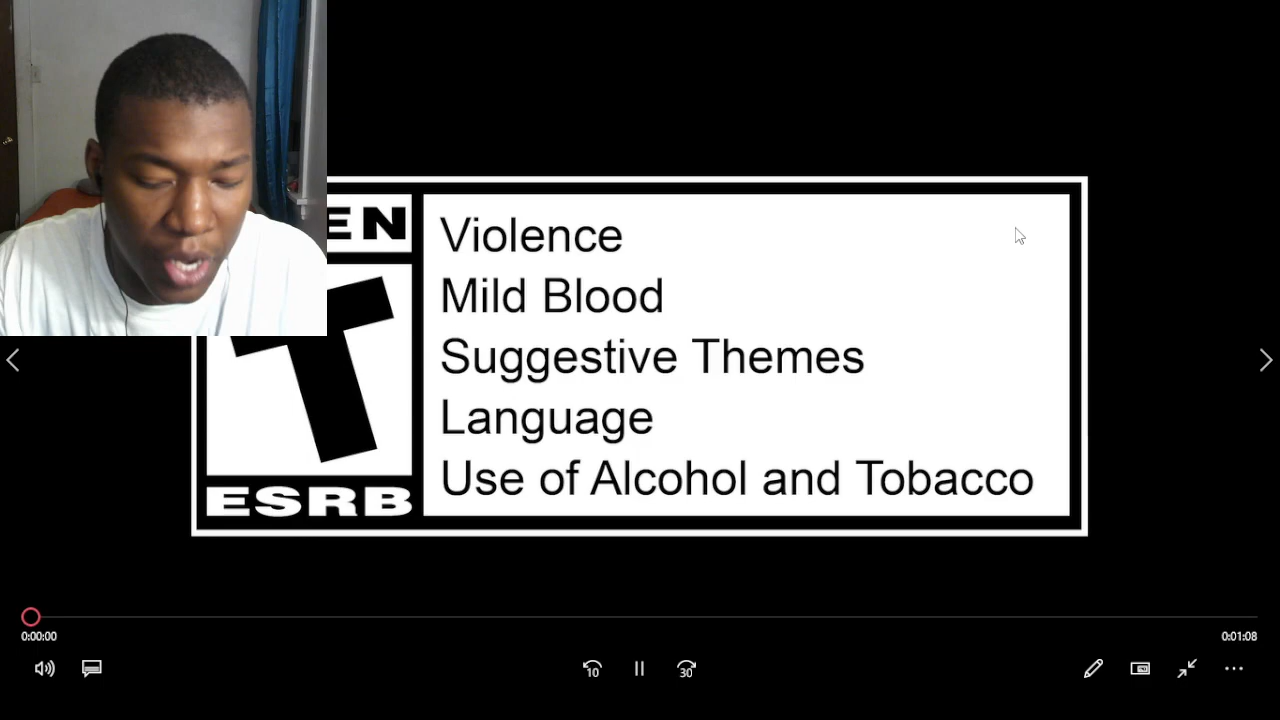 EN
T
ESRB
Violence
Mild Blood
Suggestive Themes
Language
Use of Alcohol and Tobacco
0:00:00
0:01:08
10
30